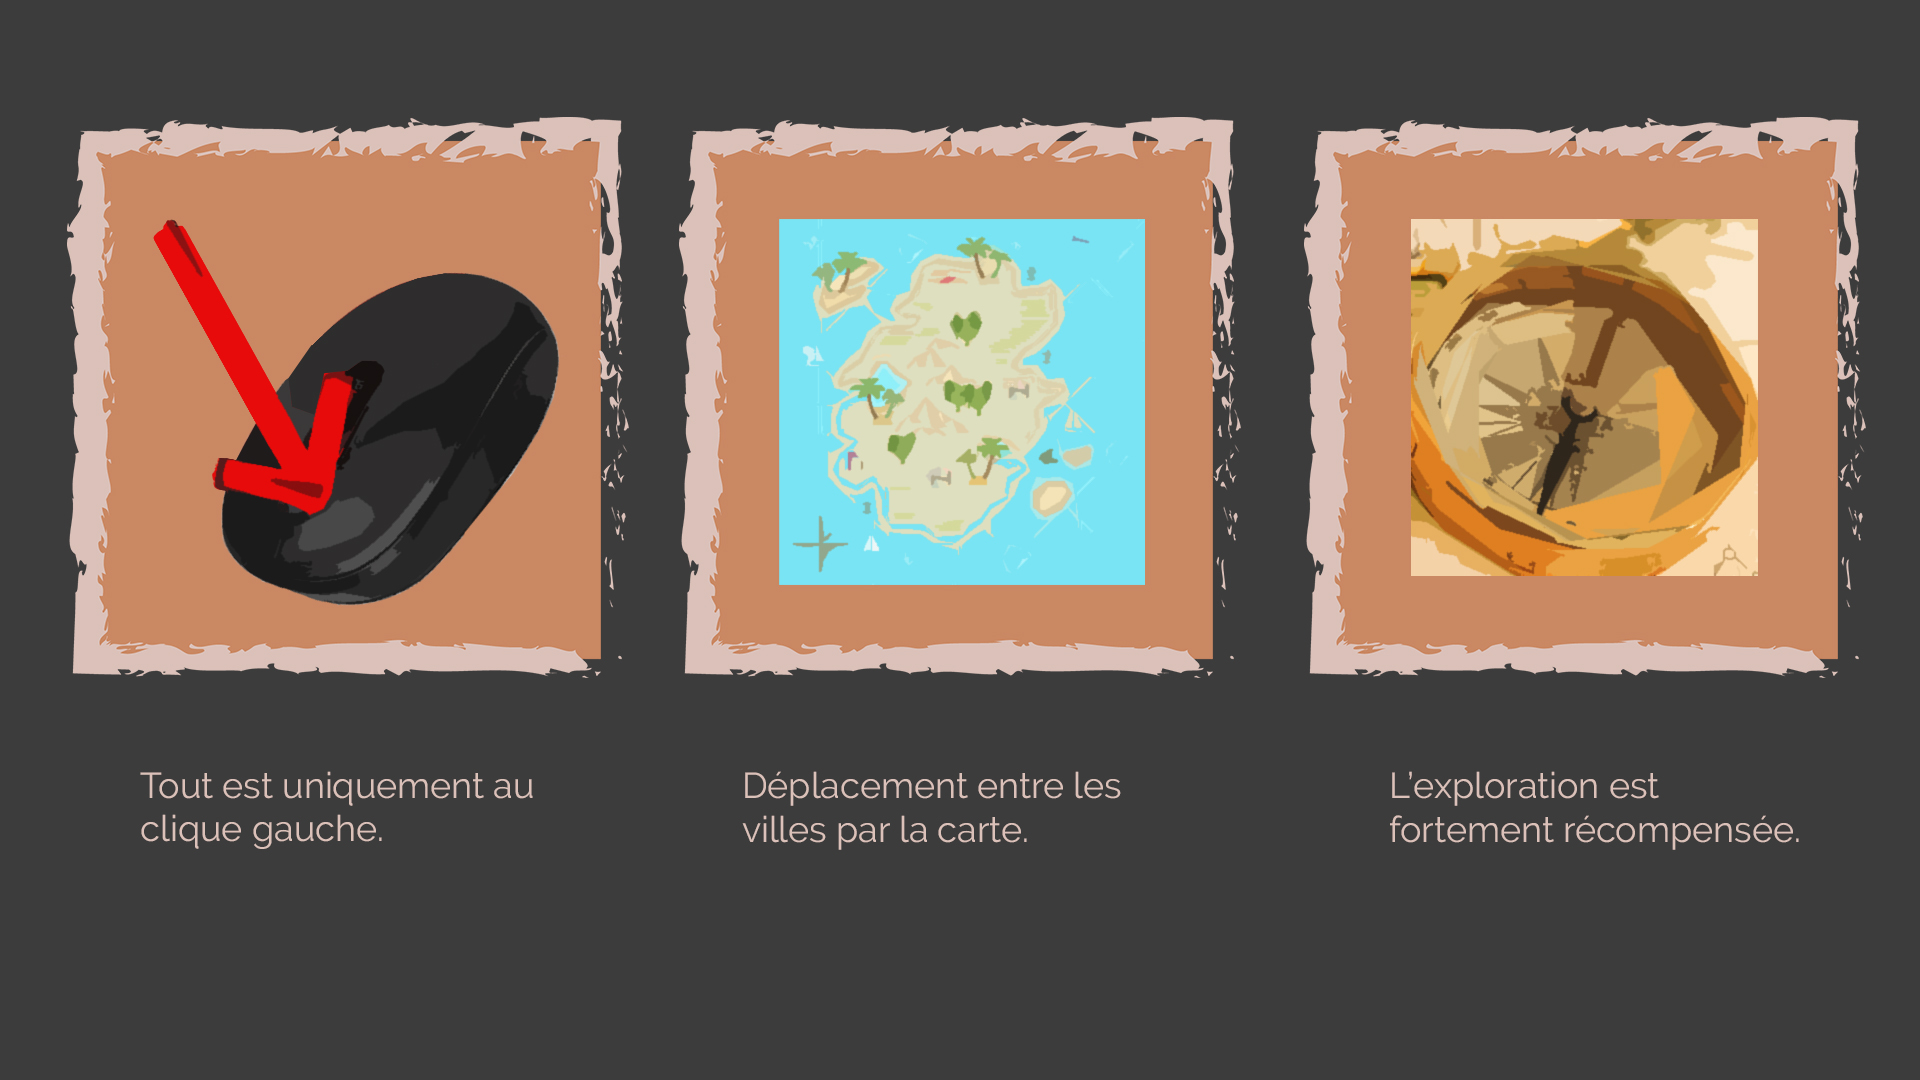 Tout est uniquement au
clique gauche.
Déplacement entre les
villes par la carte.
L’exploration est
fortement récompensée.